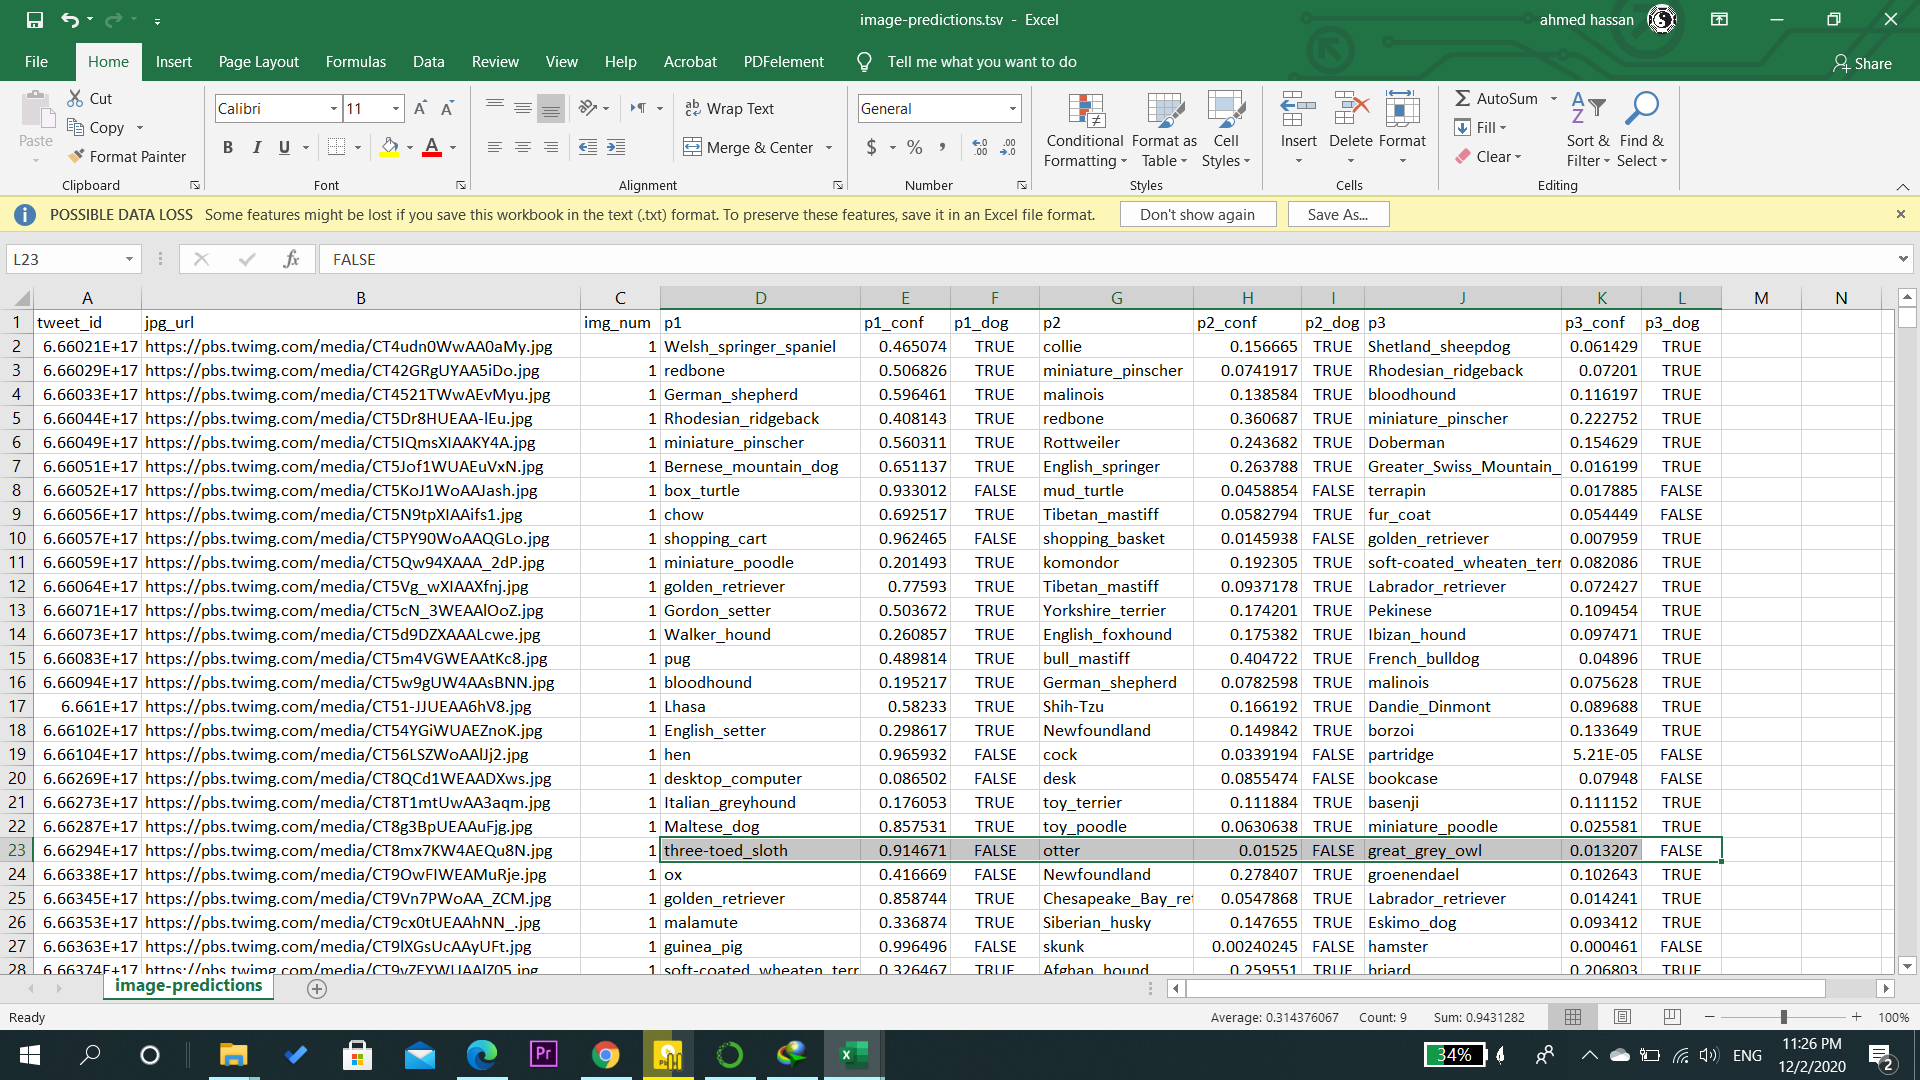 image-predictions.tsv - Excel
ahmed hassan
File Home Insert Page Layout Formulas Data Review View Help Acrobat PDFelement Tell me what you want to do Share
Paste Cut Copy Format Painter Clipboard
Calibri 11 B I U A Font
Wrap Text Merge & Center Alignment
General $ % , Number
Conditional Formatting Format as Table Cell Styles Styles
Insert Delete Format Cells
AutoSum Fill Clear Sort & Filter Find & Select Editing
POSSIBLE DATA LOSS Some features might be lost if you save this workbook in the text (.txt) format. To preserve these features, save it in an Excel file format. Don't show again Save As...
L23 fx FALSE
A B C D E F G H I J K L M N
1 tweet_id jpg_url img_num p1 p1_conf p1_dog p2 p2_conf p2_dog p3 p3_conf p3_dog
2 6.66021E+17 https://pbs.twimg.com/media/CT4udn0WwAA0aMy.jpg 1 Welsh_springer_spaniel 0.465074 TRUE collie 0.156665 TRUE Shetland_sheepdog 0.061429 TRUE
3 6.66029E+17 https://pbs.twimg.com/media/CT42GRgUYAA5iDo.jpg 1 redbone 0.506826 TRUE miniature_pinscher 0.0741917 TRUE Rhodesian_ridgeback 0.07201 TRUE
4 6.66033E+17 https://pbs.twimg.com/media/CT4521TWwAEvMyu.jpg 1 German_shepherd 0.596461 TRUE malinois 0.138584 TRUE bloodhound 0.116197 TRUE
5 6.66044E+17 https://pbs.twimg.com/media/CT5Dr8HUEAA-lEu.jpg 1 Rhodesian_ridgeback 0.408143 TRUE redbone 0.360687 TRUE miniature_pinscher 0.222752 TRUE
6 6.66049E+17 https://pbs.twimg.com/media/CT5IQmsXIAAKY4A.jpg 1 miniature_pinscher 0.560311 TRUE Rottweiler 0.243682 TRUE Doberman 0.154629 TRUE
7 6.66051E+17 https://pbs.twimg.com/media/CT5Jof1WUAEuVxN.jpg 1 Bernese_mountain_dog 0.651137 TRUE English_springer 0.263788 TRUE Greater_Swiss_Mountain_ 0.016199 TRUE
8 6.66052E+17 https://pbs.twimg.com/media/CT5KoJ1WoAAJash.jpg 1 box_turtle 0.933012 FALSE mud_turtle 0.0458854 FALSE terrapin 0.017885 FALSE
9 6.66056E+17 https://pbs.twimg.com/media/CT5N9tpXIAAifs1.jpg 1 chow 0.692517 TRUE Tibetan_mastiff 0.0582794 TRUE fur_coat 0.054449 FALSE
10 6.66057E+17 https://pbs.twimg.com/media/CT5PY90WoAAQGLo.jpg 1 shopping_cart 0.962465 FALSE shopping_basket 0.0145938 FALSE golden_retriever 0.007959 TRUE
11 6.66059E+17 https://pbs.twimg.com/media/CT5Qw94XAAA_2dP.jpg 1 miniature_poodle 0.201493 TRUE komondor 0.192305 TRUE soft-coated_wheaten_terr 0.082086 TRUE
12 6.66064E+17 https://pbs.twimg.com/media/CT5Vg_wXIAAXfnj.jpg 1 golden_retriever 0.77593 TRUE Tibetan_mastiff 0.0937178 TRUE Labrador_retriever 0.072427 TRUE
13 6.66071E+17 https://pbs.twimg.com/media/CT5cN_3WEAAlOoZ.jpg 1 Gordon_setter 0.503672 TRUE Yorkshire_terrier 0.174201 TRUE Pekinese 0.109454 TRUE
14 6.66073E+17 https://pbs.twimg.com/media/CT5d9DZXAAALcwe.jpg 1 Walker_hound 0.260857 TRUE English_foxhound 0.175382 TRUE Ibizan_hound 0.097471 TRUE
15 6.66083E+17 https://pbs.twimg.com/media/CT5m4VGWEAAtKc8.jpg 1 pug 0.489814 TRUE bull_mastiff 0.404722 TRUE French_bulldog 0.04896 TRUE
16 6.66094E+17 https://pbs.twimg.com/media/CT5w9gUW4AAsBNN.jpg 1 bloodhound 0.195217 TRUE German_shepherd 0.0782598 TRUE malinois 0.075628 TRUE
17 6.661E+17 https://pbs.twimg.com/media/CT51-JJUEAA6hV8.jpg 1 Lhasa 0.58233 TRUE Shih-Tzu 0.166192 TRUE Dandie_Dinmont 0.089688 TRUE
18 6.66102E+17 https://pbs.twimg.com/media/CT54YGiWUAEZnoK.jpg 1 English_setter 0.298617 TRUE Newfoundland 0.149842 TRUE borzoi 0.133649 TRUE
19 6.66104E+17 https://pbs.twimg.com/media/CT56LSZWoAAlJj2.jpg 1 hen 0.965932 FALSE cock 0.0339194 FALSE partridge 5.21E-05 FALSE
20 6.66269E+17 https://pbs.twimg.com/media/CT8QCd1WEAADXws.jpg 1 desktop_computer 0.086502 FALSE desk 0.0855474 FALSE bookcase 0.07948 FALSE
21 6.66273E+17 https://pbs.twimg.com/media/CT8T1mtUwAA3aqm.jpg 1 Italian_greyhound 0.176053 TRUE toy_terrier 0.111884 TRUE basenji 0.111152 TRUE
22 6.66287E+17 https://pbs.twimg.com/media/CT8g3BpUEAAuFjg.jpg 1 Maltese_dog 0.857531 TRUE toy_poodle 0.0630638 TRUE miniature_poodle 0.025581 TRUE
23 6.66294E+17 https://pbs.twimg.com/media/CT8mx7KW4AEQu8N.jpg 1 three-toed_sloth 0.914671 FALSE otter 0.01525 FALSE great_grey_owl 0.013207 FALSE
24 6.66338E+17 https://pbs.twimg.com/media/CT9OwFIWEAMuRje.jpg 1 ox 0.416669 FALSE Newfoundland 0.278407 TRUE groenendael 0.102643 TRUE
25 6.66345E+17 https://pbs.twimg.com/media/CT9Vn7PWoAA_ZCM.jpg 1 golden_retriever 0.858744 TRUE Chesapeake_Bay_ret 0.0547868 TRUE Labrador_retriever 0.014241 TRUE
26 6.66353E+17 https://pbs.twimg.com/media/CT9cx0tUEAAhNN_.jpg 1 malamute 0.336874 TRUE Siberian_husky 0.147655 TRUE Eskimo_dog 0.093412 TRUE
27 6.66363E+17 https://pbs.twimg.com/media/CT9lXGsUcAAyUFt.jpg 1 guinea_pig 0.996496 FALSE skunk 0.00240245 FALSE hamster 0.000461 FALSE
28 6.66374E+17 https://pbs.twimg.com/media/CT9vZEYWUAAlZ05.jpg 1 soft-coated_wheaten_terr 0.326467 TRUE Afghan_hound 0.259551 TRUE briard 0.206803 TRUE
image-predictions
Ready Average: 0.314376067 Count: 9 Sum: 0.9431282 100%
34% ENG 11:26 PM
12/2/2020 2